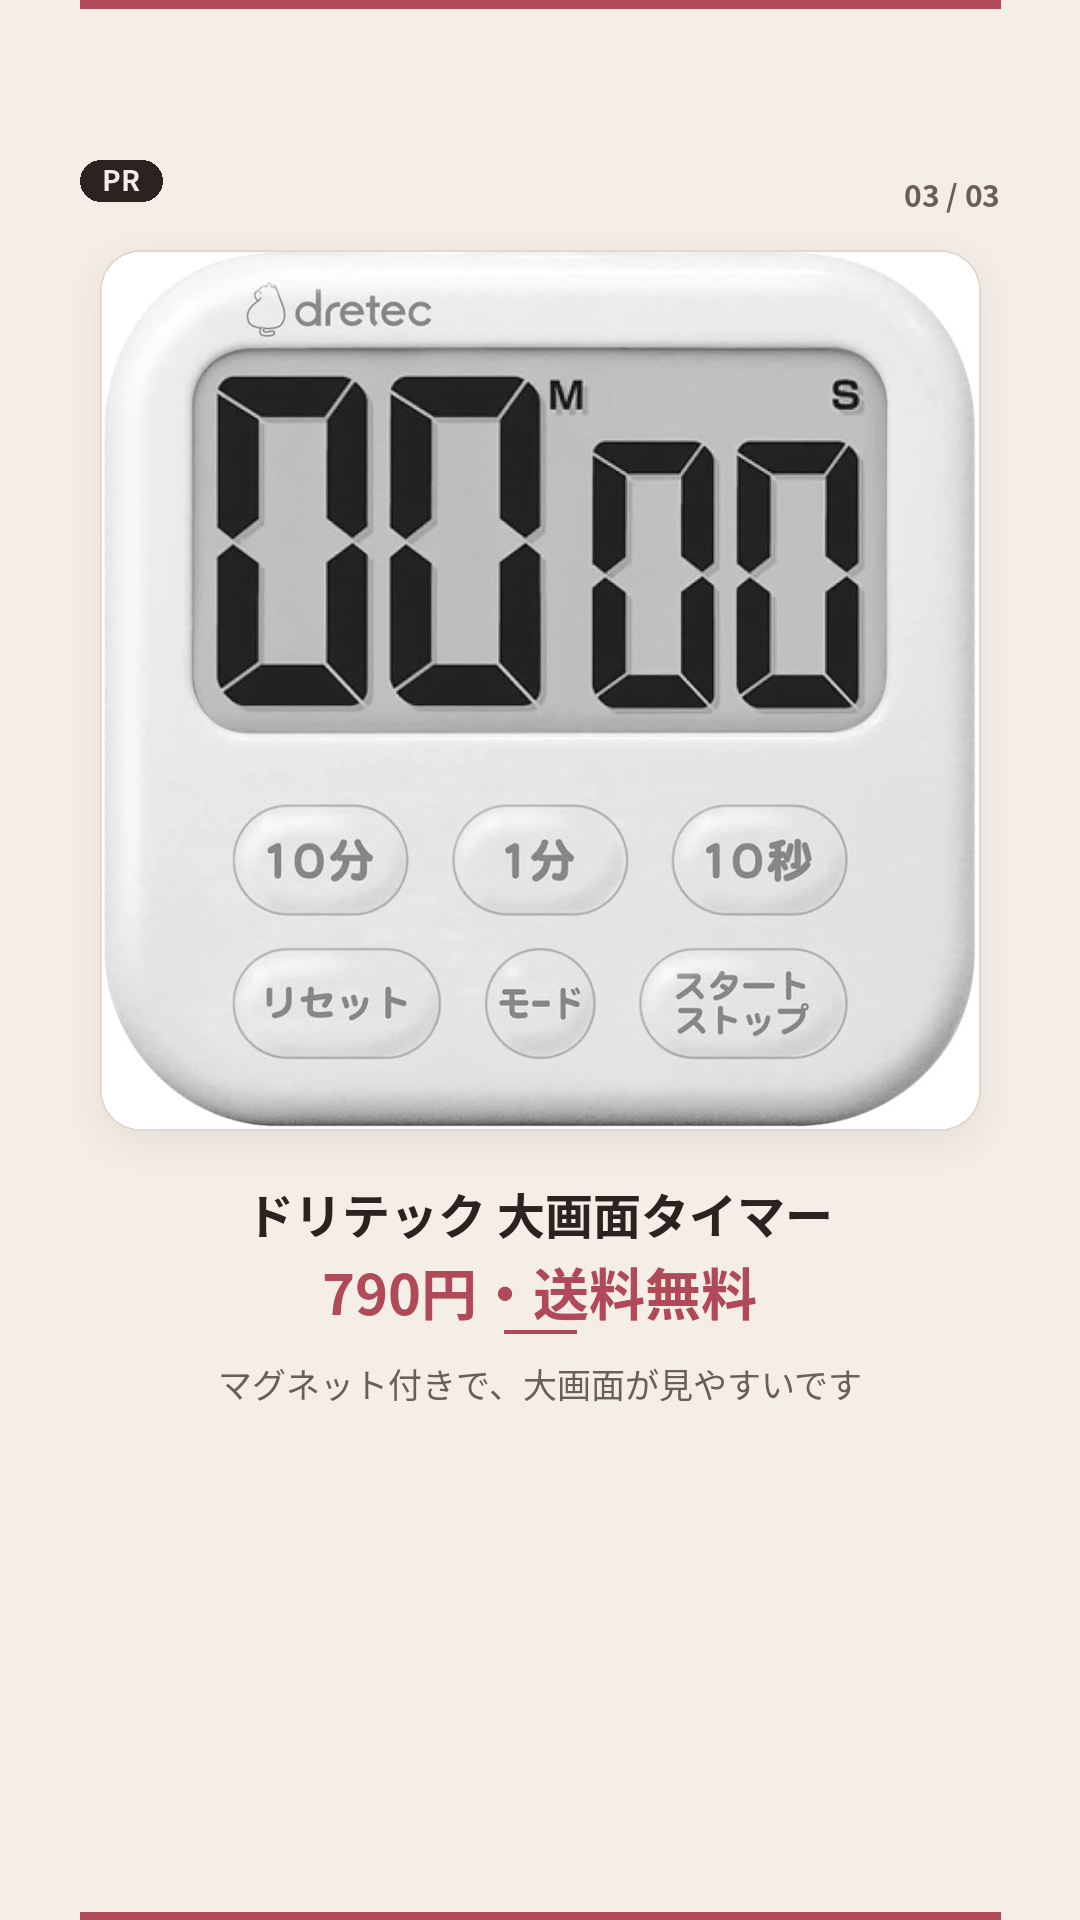 PR
03 / 03
dretec
M S
00 00
10分 1分 10秒
リセット モード スタート
ストップ
ドリテック 大画面タイマー
790円・送料無料
マグネット付きで、大画面が見やすいです